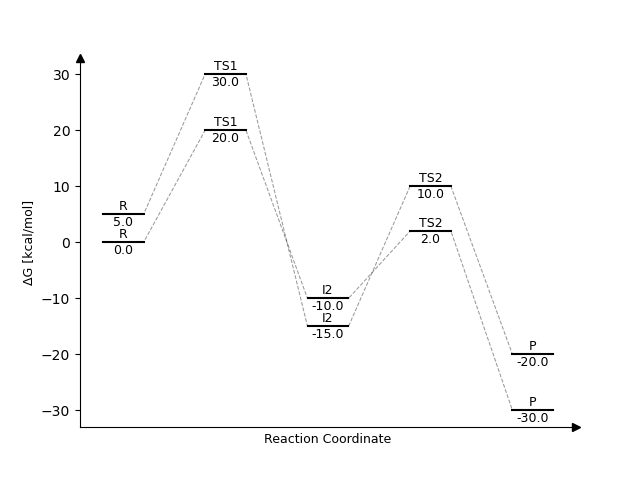 30
20
10
0
−10
−20
−30
ΔG [kcal/mol]
Reaction Coordinate
R
5.0
R
0.0
TS1
30.0
TS1
20.0
I2
-10.0
I2
-15.0
TS2
10.0
TS2
2.0
P
-20.0
P
-30.0